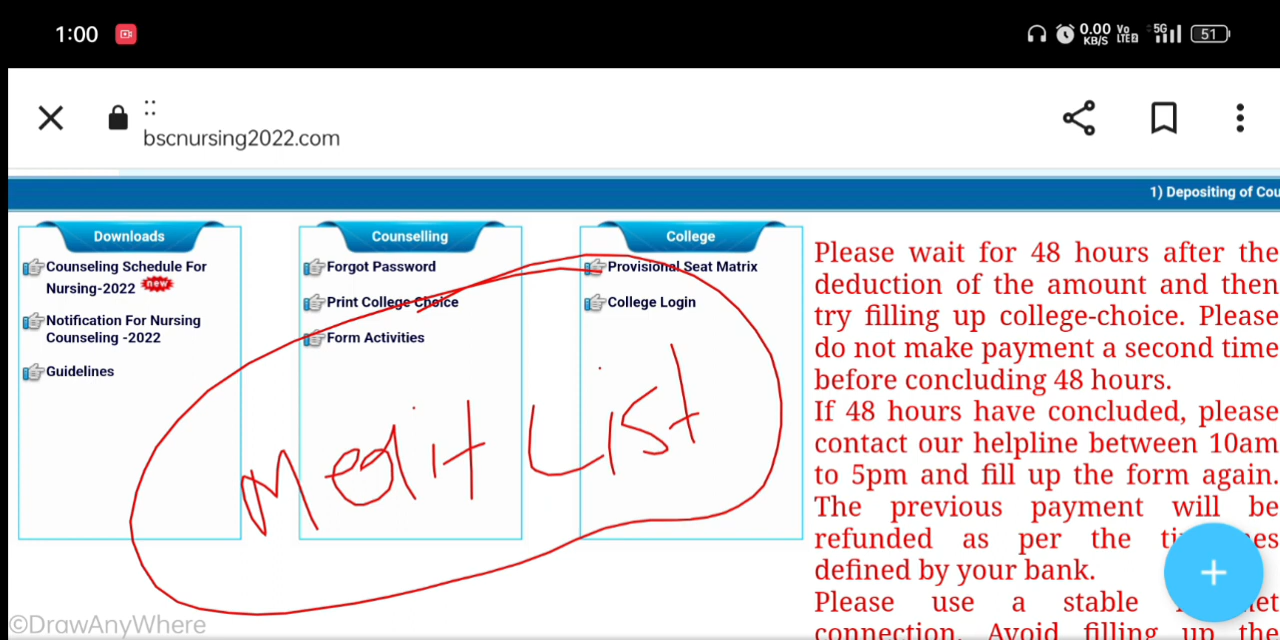 1:00
0.00 KB/S Vo LTE2 5G 51
::
bscnursing2022.com
1) Depositing of Cou
Downloads
Counseling Schedule For
Nursing-2022 new
Notification For Nursing
Counseling -2022
Guidelines
Counselling
Forgot Password
Print College Choice
Form Activities
College
Provisional Seat Matrix
College Login
Merit List
Please wait for 48 hours after the
deduction of the amount and then
try filling up college-choice. Please
do not make payment a second time
before concluding 48 hours.
If 48 hours have concluded, please
contact our helpline between 10am
to 5pm and fill up the form again.
The previous payment will be
refunded as per the
defined by your bank.
Please use a stable
connection. Avoid filling up the
©DrawAnyWhere